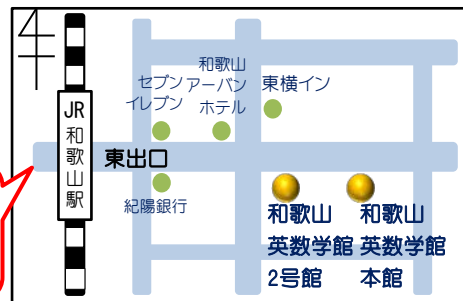 JR
和
歌
山
駅
東出口
セブン
イレブン
和歌山
アーバン
ホテル
東横イン
紀陽銀行
和歌山
英数学館
2号館
和歌山
英数学館
本館